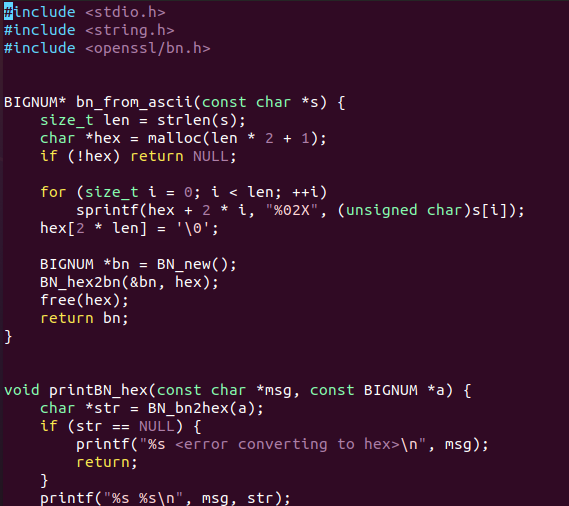 #include <stdio.h>
#include <string.h>
#include <openssl/bn.h>
BIGNUM* bn_from_ascii(const char *s) {
    size_t len = strlen(s);
    char *hex = malloc(len * 2 + 1);
    if (!hex) return NULL;
    for (size_t i = 0; i < len; ++i)
        sprintf(hex + 2 * i, "%02X", (unsigned char)s[i]);
    hex[2 * len] = '\0';
    BIGNUM *bn = BN_new();
    BN_hex2bn(&bn, hex);
    free(hex);
    return bn;
}
void printBN_hex(const char *msg, const BIGNUM *a) {
    char *str = BN_bn2hex(a);
    if (str == NULL) {
        printf("%s <error converting to hex>\n", msg);
        return;
    }
    printf("%s %s\n", msg, str);